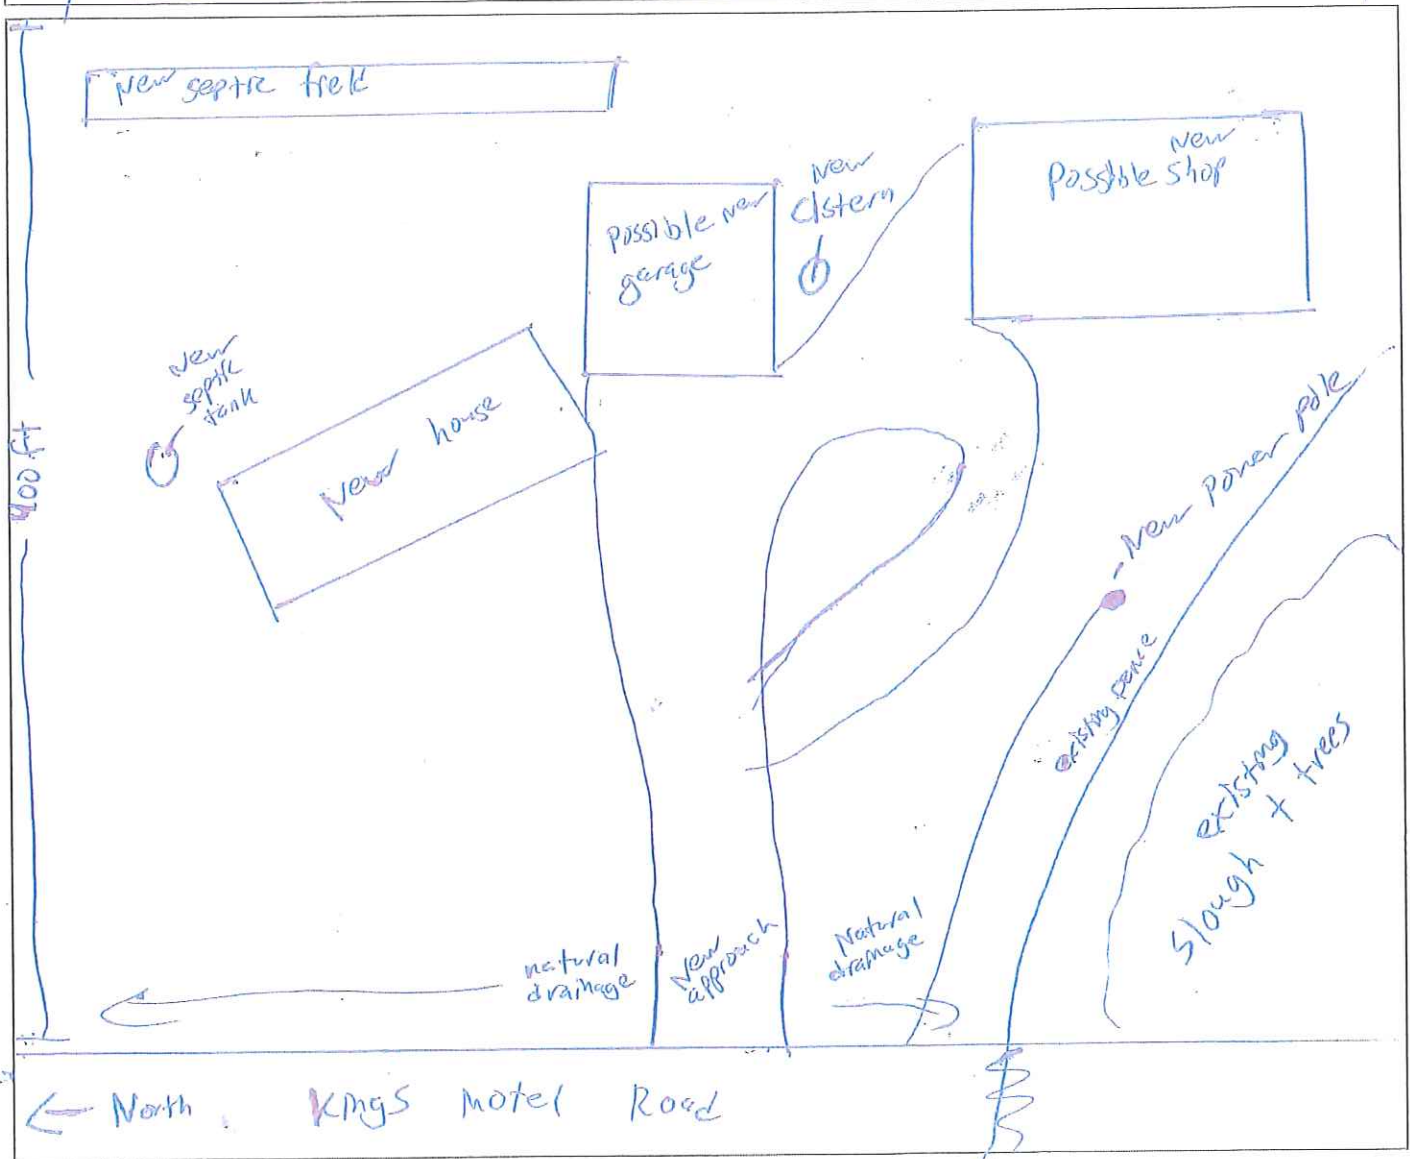 New septic field
New
Possible shop
New
Cistern
possible new
garage
New
septic
tank
New house
400 ft
New Power pole
existing fence
existing
slough + trees
natural
drainage
New
approach
Natural
drainage
← North Kings Motel Road